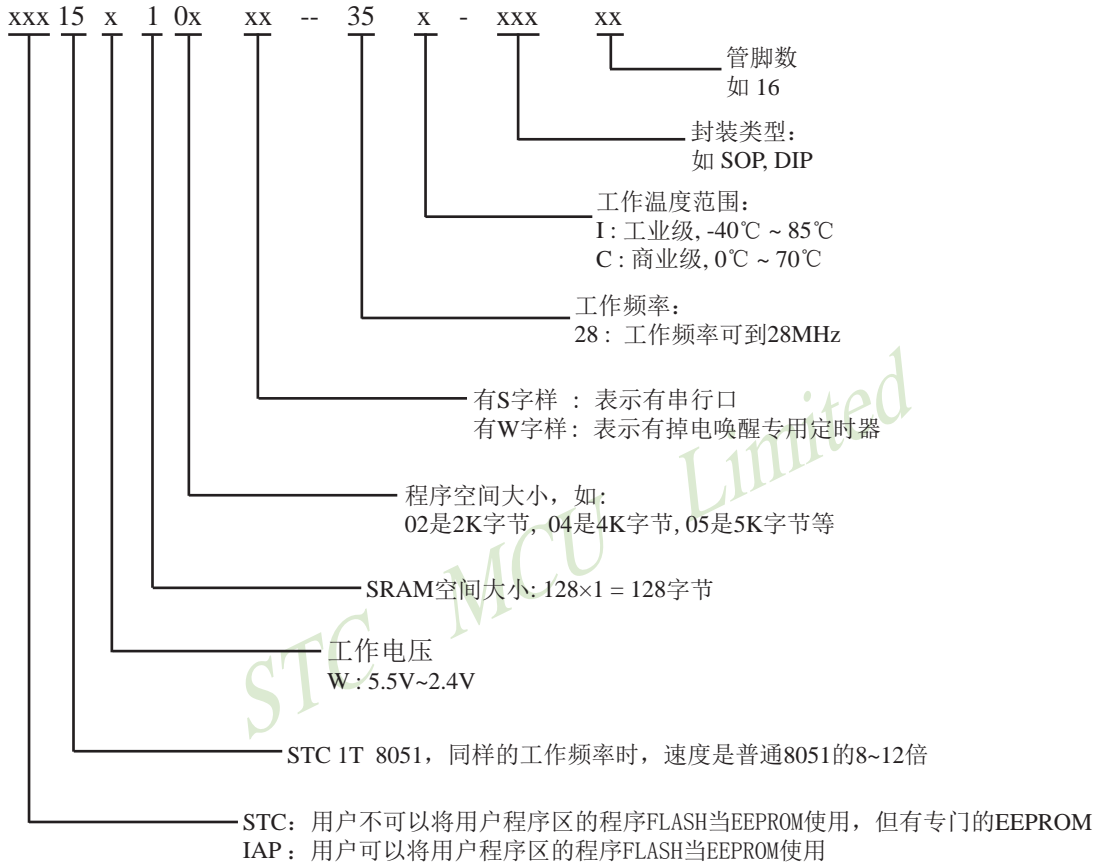 xxx 15 x 1 0x xx -- 35 x - xxx xx
管脚数
如 16
封装类型：
如 SOP, DIP
工作温度范围：
I : 工业级, -40℃ ~ 85℃
C : 商业级, 0℃ ~ 70℃
工作频率：
28 : 工作频率可到28MHz
有S字样 : 表示有串行口
有W字样 : 表示有掉电唤醒专用定时器
程序空间大小，如:
02是2K字节, 04是4K字节, 05是5K字节等
SRAM空间大小: 128×1 = 128字节
工作电压
W : 5.5V~2.4V
STC 1T 8051，同样的工作频率时，速度是普通8051的8~12倍
STC：用户不可以将用户程序区的程序FLASH当EEPROM使用，但有专门的EEPROM
IAP：用户可以将用户程序区的程序FLASH当EEPROM使用
STC MCU Limited